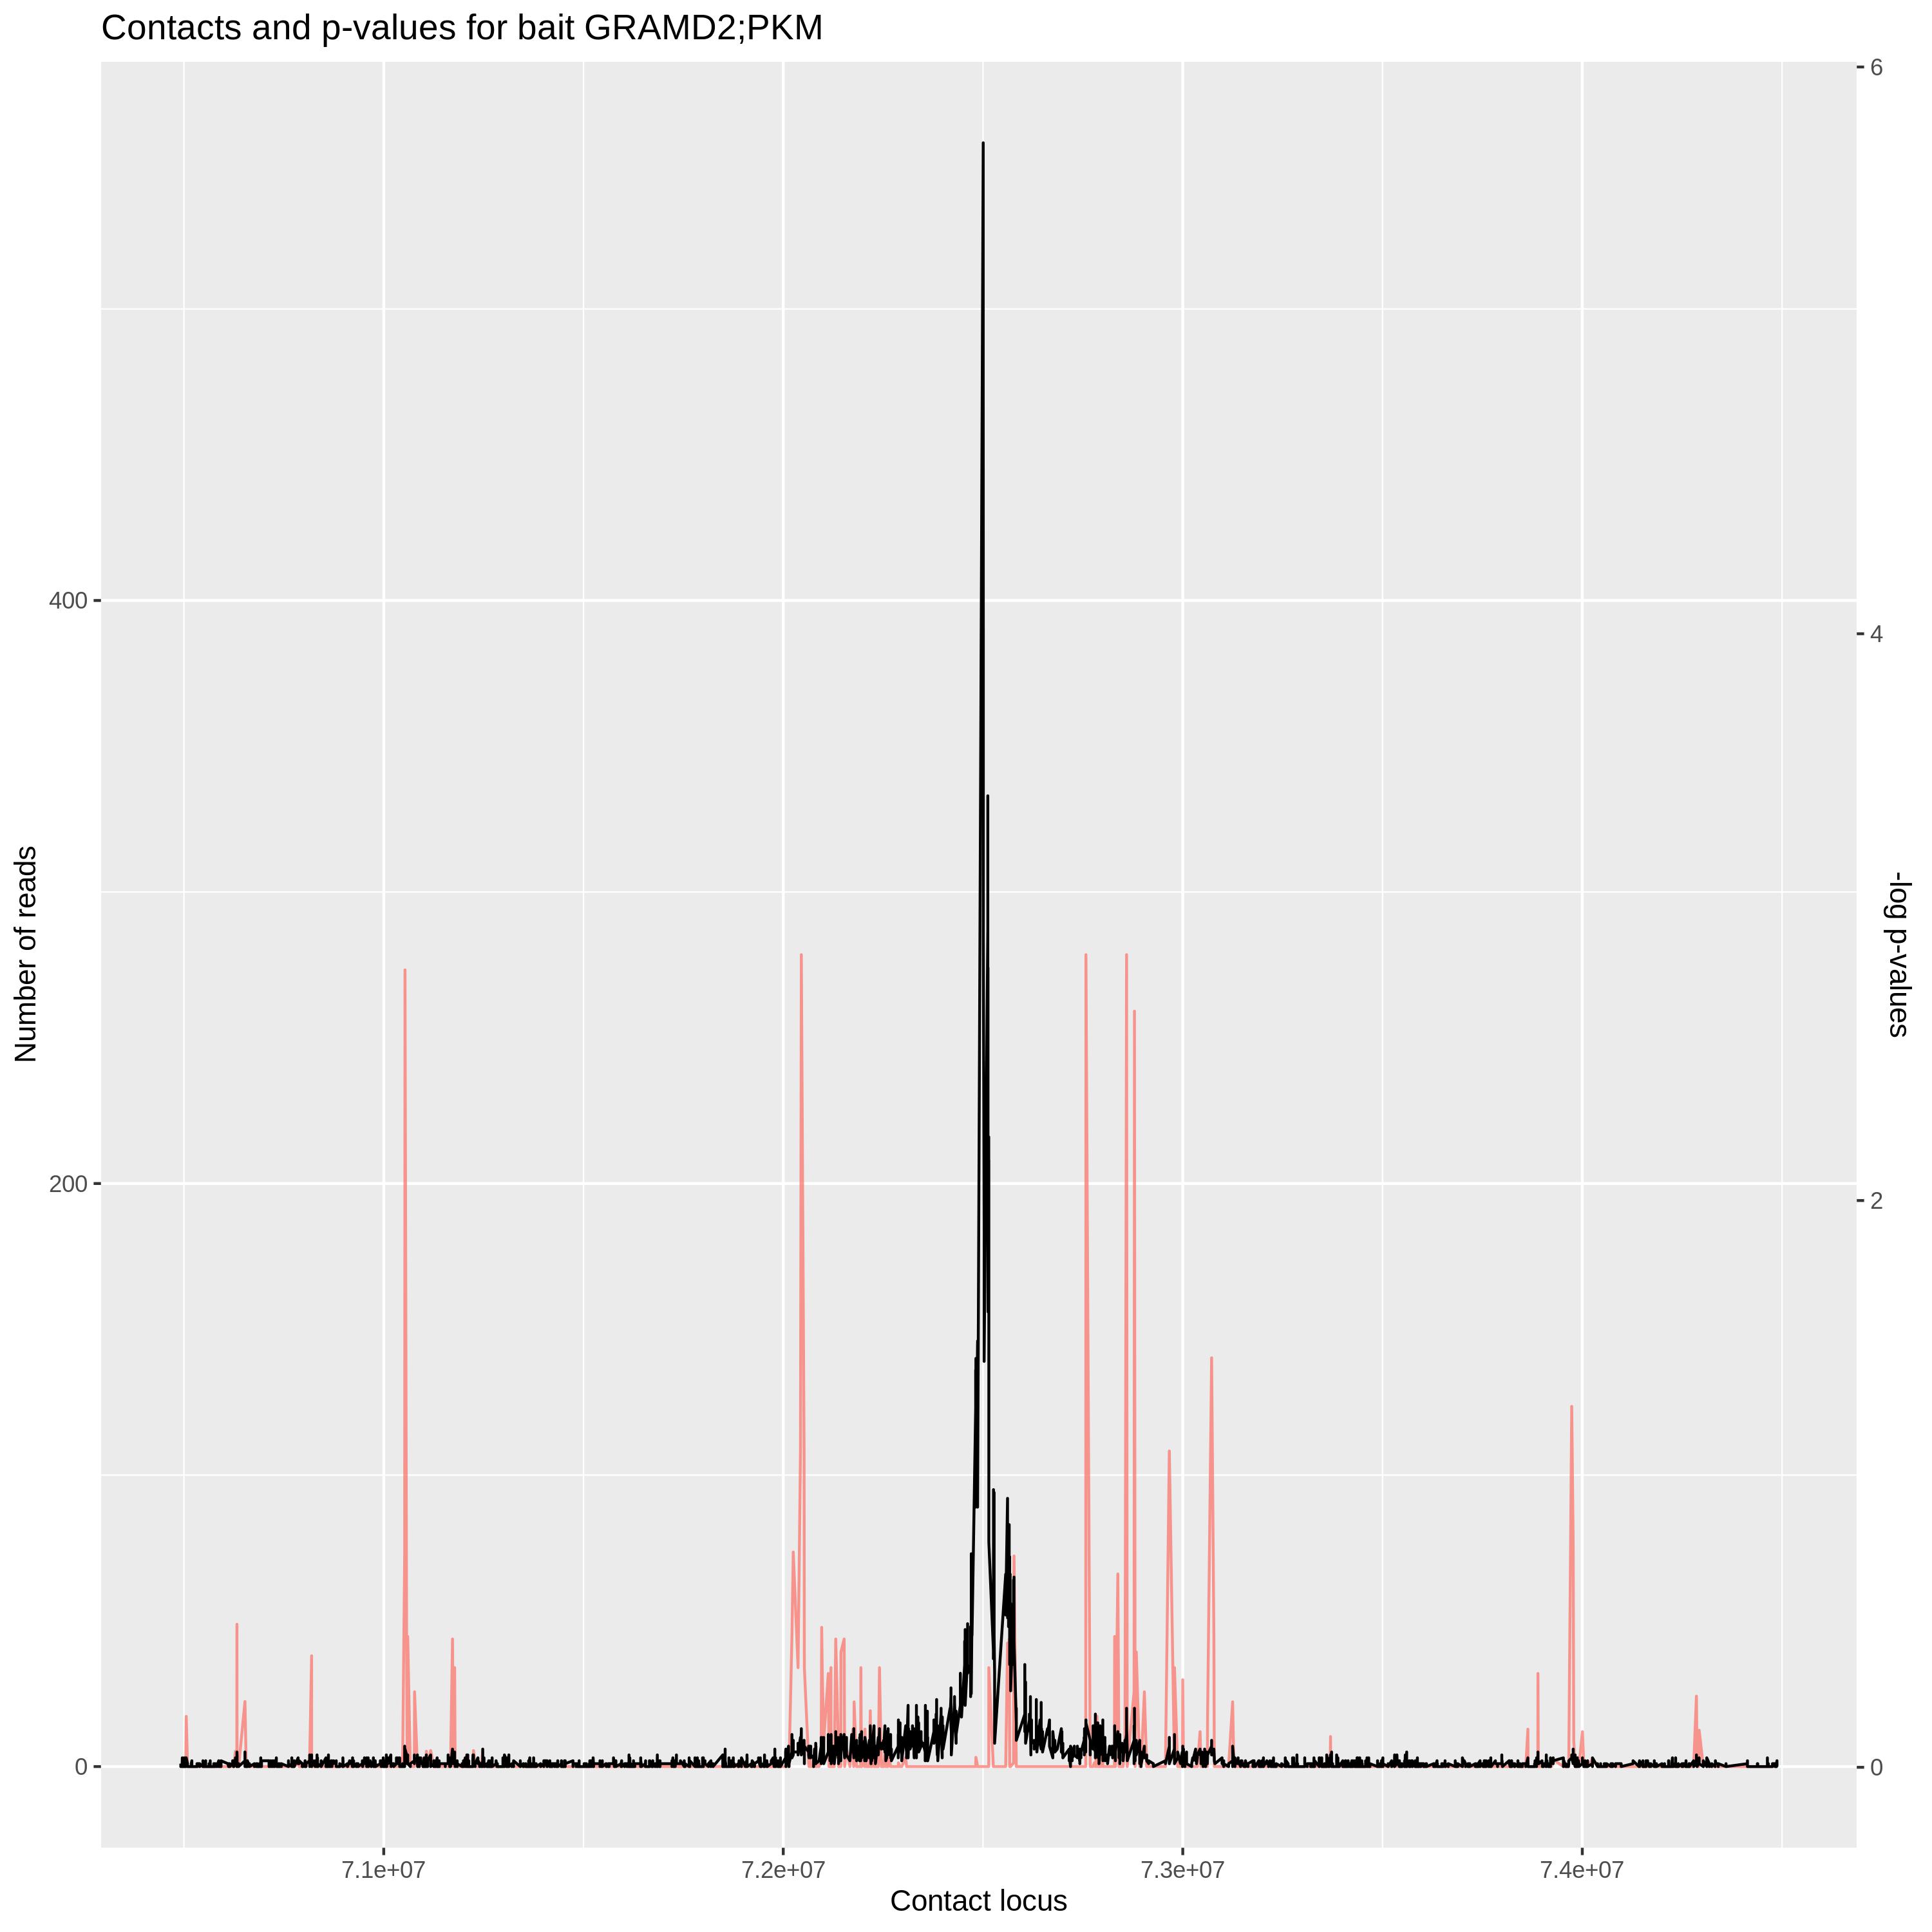 Contacts and p-values for bait GRAMD2;PKM
6
400
4
Number of reads
-log p-values
200
2
0
0
7.1e+07
7.2e+07
7.3e+07
7.4e+07
Contact locus